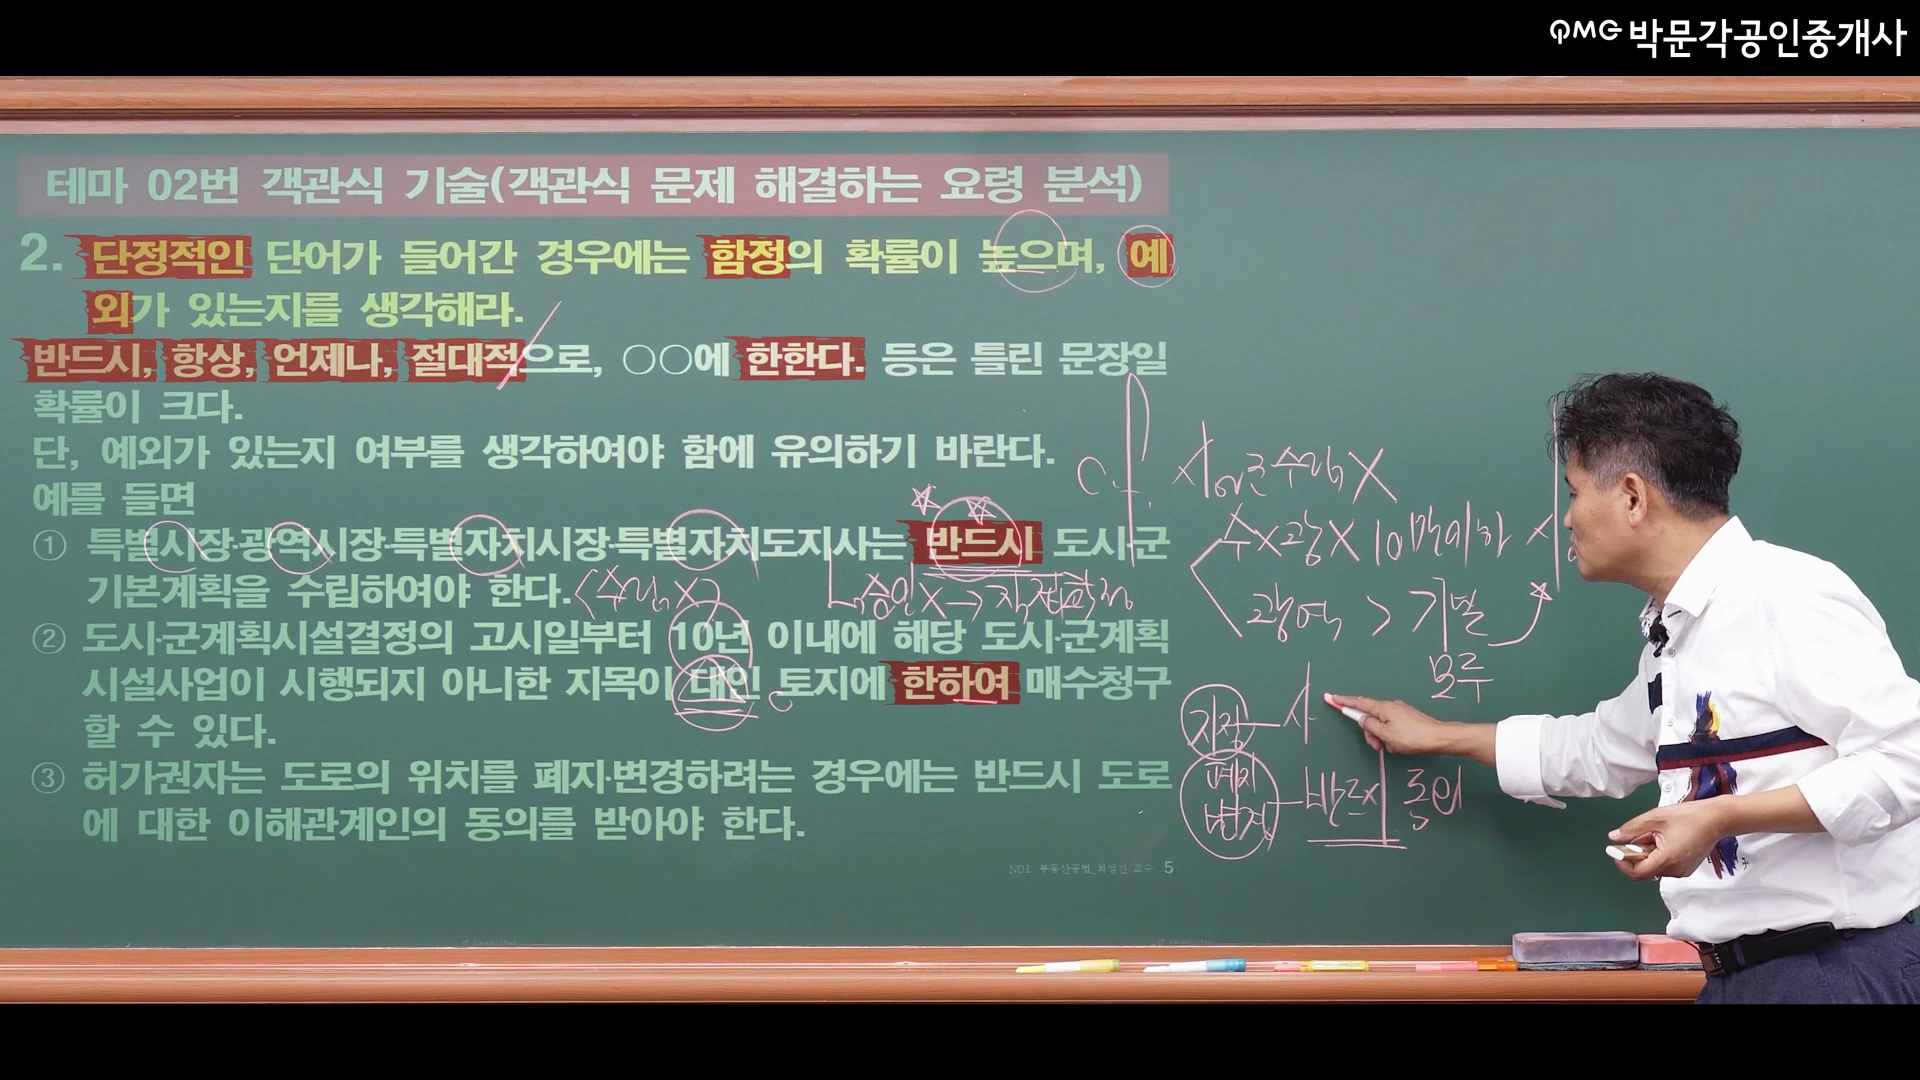 QMG 박문각공인중개사
테마 02번 객관식 기술(객관식 문제 해결하는 요령 분석)
2. 단정적인 단어가 들어간 경우에는 함정의 확률이 높으며, 예
외가 있는지를 생각해라.
반드시, 항상, 언제나, 절대적으로, ○○에 한한다. 등은 틀린 문장일
확률이 크다.
단, 예외가 있는지 여부를 생각하여야 함에 유의하기 바란다.
예를 들면
① 특별시장·광역시장·특별자치시장·특별자치도지사는 반드시 도시·군
기본계획을 수립하여야 한다.
(수립 X)
승인 X → 직접확정
② 도시·군계획시설결정의 고시일부터 10년 이내에 해당 도시·군계획
시설사업이 시행되지 아니한 지목이 대인 토지에 한하여 매수청구
할 수 있다.
③ 허가권자는 도로의 위치를 폐지·변경하려는 경우에는 반드시 도로
에 대한 이해관계인의 동의를 받아야 한다.
NO1. 부동산공법_최성진 교수 5
수X 광X 10만이하
광역 > 기본
모두
지정
폐지
변경
반드시 동의